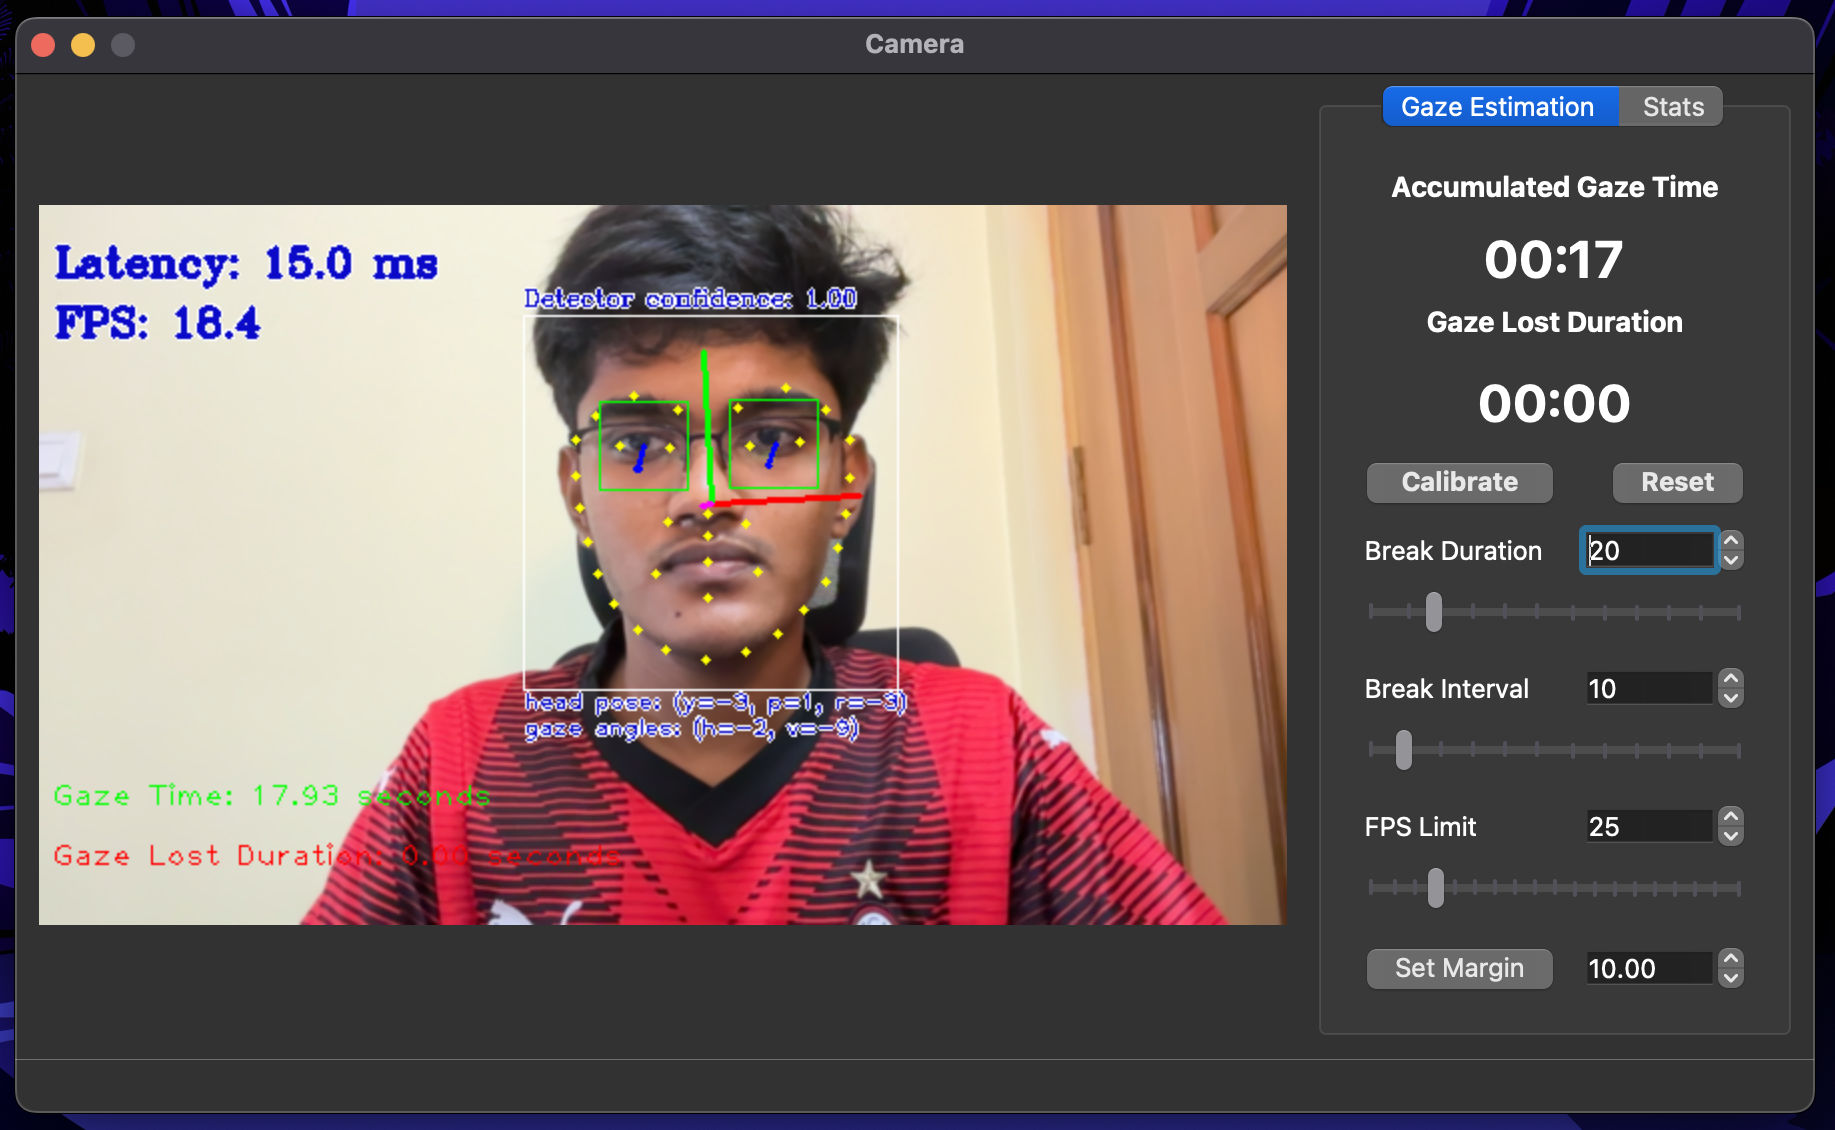 Camera
Latency: 15.0 ms
FPS: 18.4
Detector confidence: 1.00
head pose: (y=-3, p=1, r=-3)
gaze angles: (h=-2, v=-9)
Gaze Time: 17.93 seconds
Gaze Lost Duration: 0.00 seconds
Gaze Estimation Stats
Accumulated Gaze Time
00:17
Gaze Lost Duration
00:00
Calibrate Reset
Break Duration 20
Break Interval 10
FPS Limit 25
Set Margin 10.00